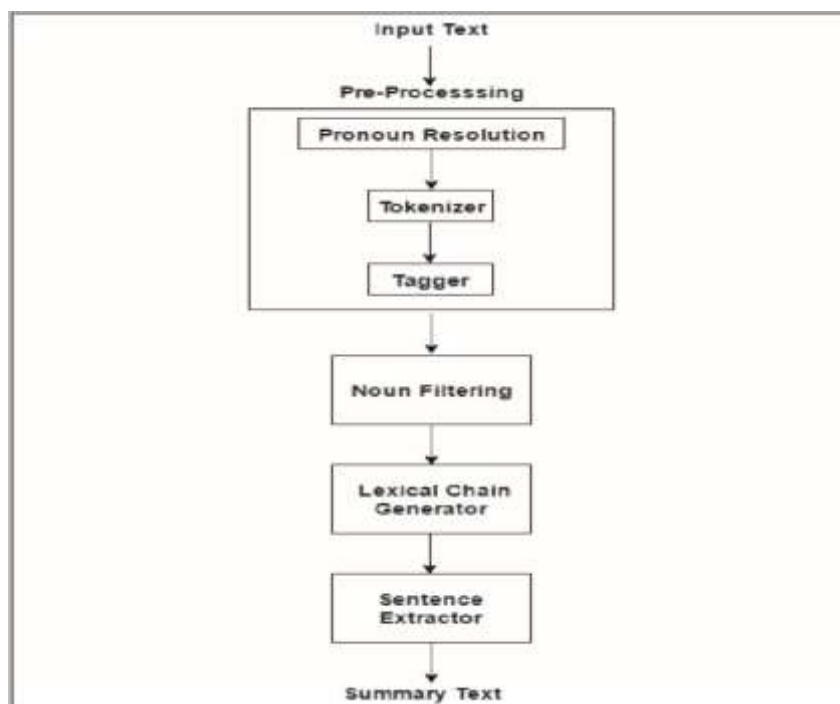 Input Text
Pre-Processsing
Pronoun Resolution
Tokenizer
Tagger
Noun Filtering
Lexical Chain
Generator
Sentence
Extractor
Summary Text